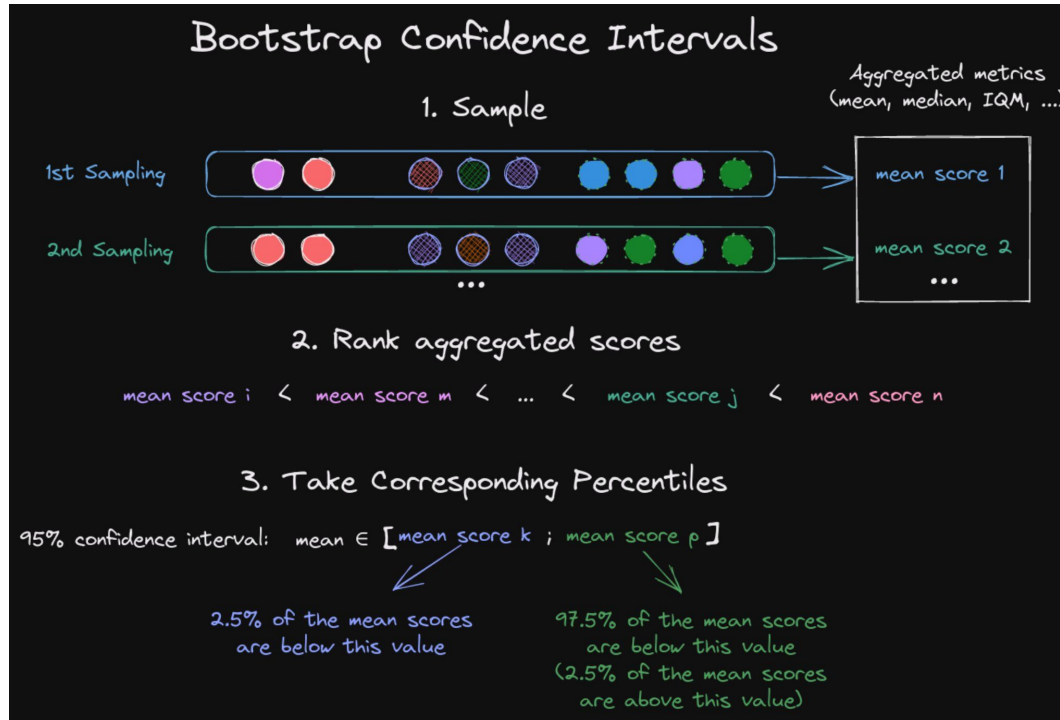 Bootstrap Confidence Intervals
Aggregated metrics
(mean, median, IQM, ...)
1. Sample
1st Sampling
mean score 1
2nd Sampling
mean score 2
...
...
2. Rank aggregated scores
mean score i < mean score m < ... < mean score j < mean score n
3. Take Corresponding Percentiles
95% confidence interval: mean ∈ [mean score k ; mean score p]
2.5% of the mean scores
are below this value
97.5% of the mean scores
are below this value
(2.5% of the mean scores
are above this value)